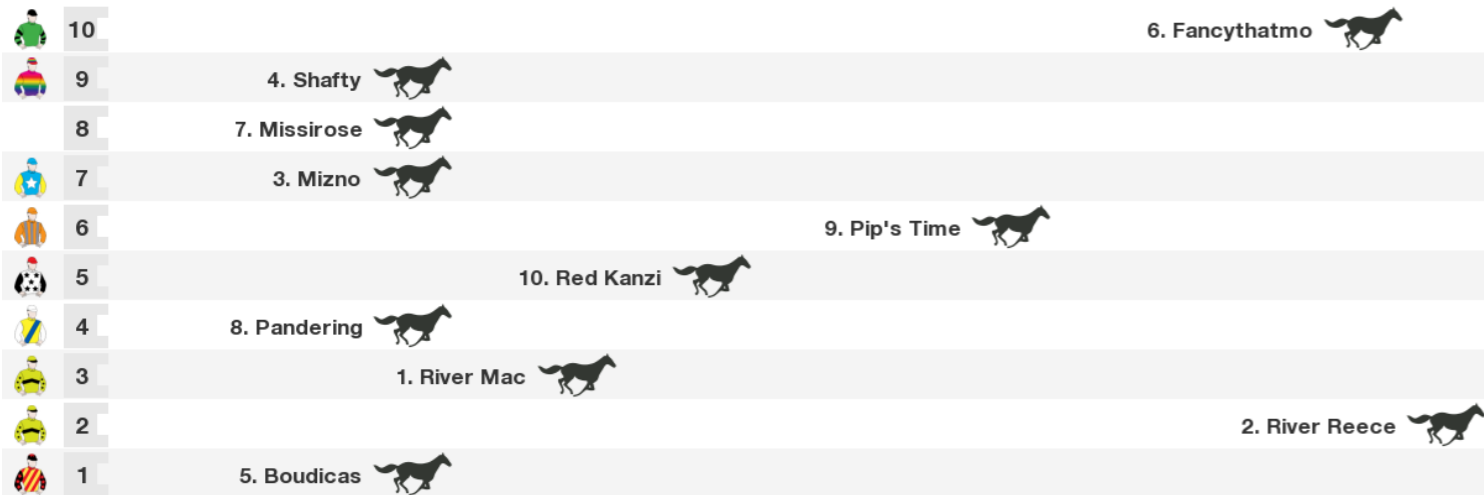 10 6. Fancythatmo
9 4. Shafty
8 7. Missirose
7 3. Mizno
6 9. Pip's Time
5 10. Red Kanzi
4 8. Pandering
3 1. River Mac
2 2. River Reece
1 5. Boudicas